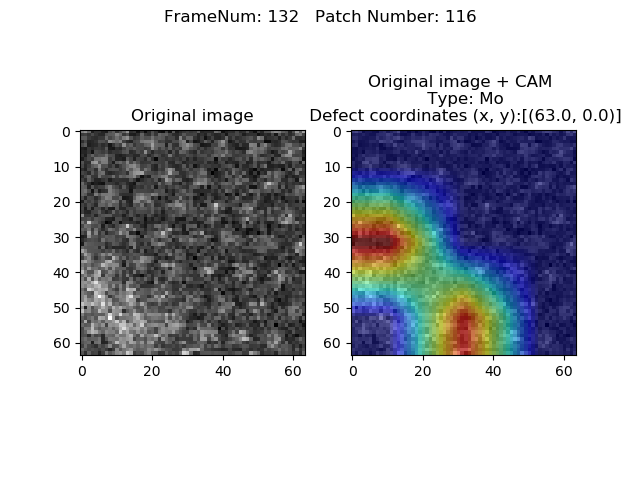 FrameNum: 132   Patch Number: 116
Original image
Original image + CAM
Type: Mo
Defect coordinates (x, y):[(63.0, 0.0)]
0
10
20
30
40
50
60
0 20 40 60
0
10
20
30
40
50
60
0 20 40 60